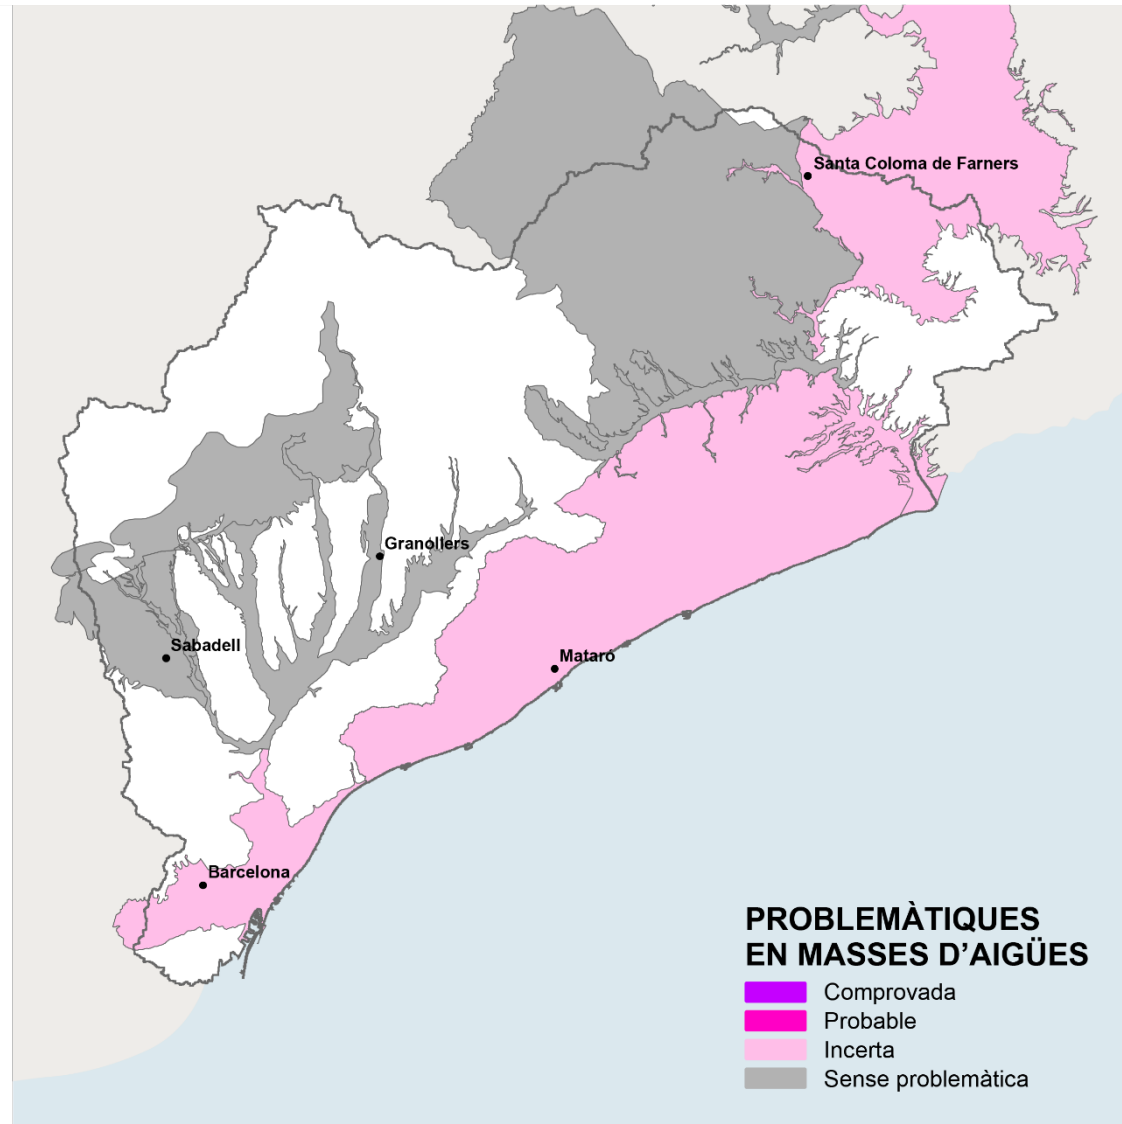 Santa Coloma de Farners
Granollers
Sabadell
Mataró
Barcelona
PROBLEMÀTIQUES
EN MASSES D'AIGÜES
Comprovada
Probable
Incerta
Sense problemàtica